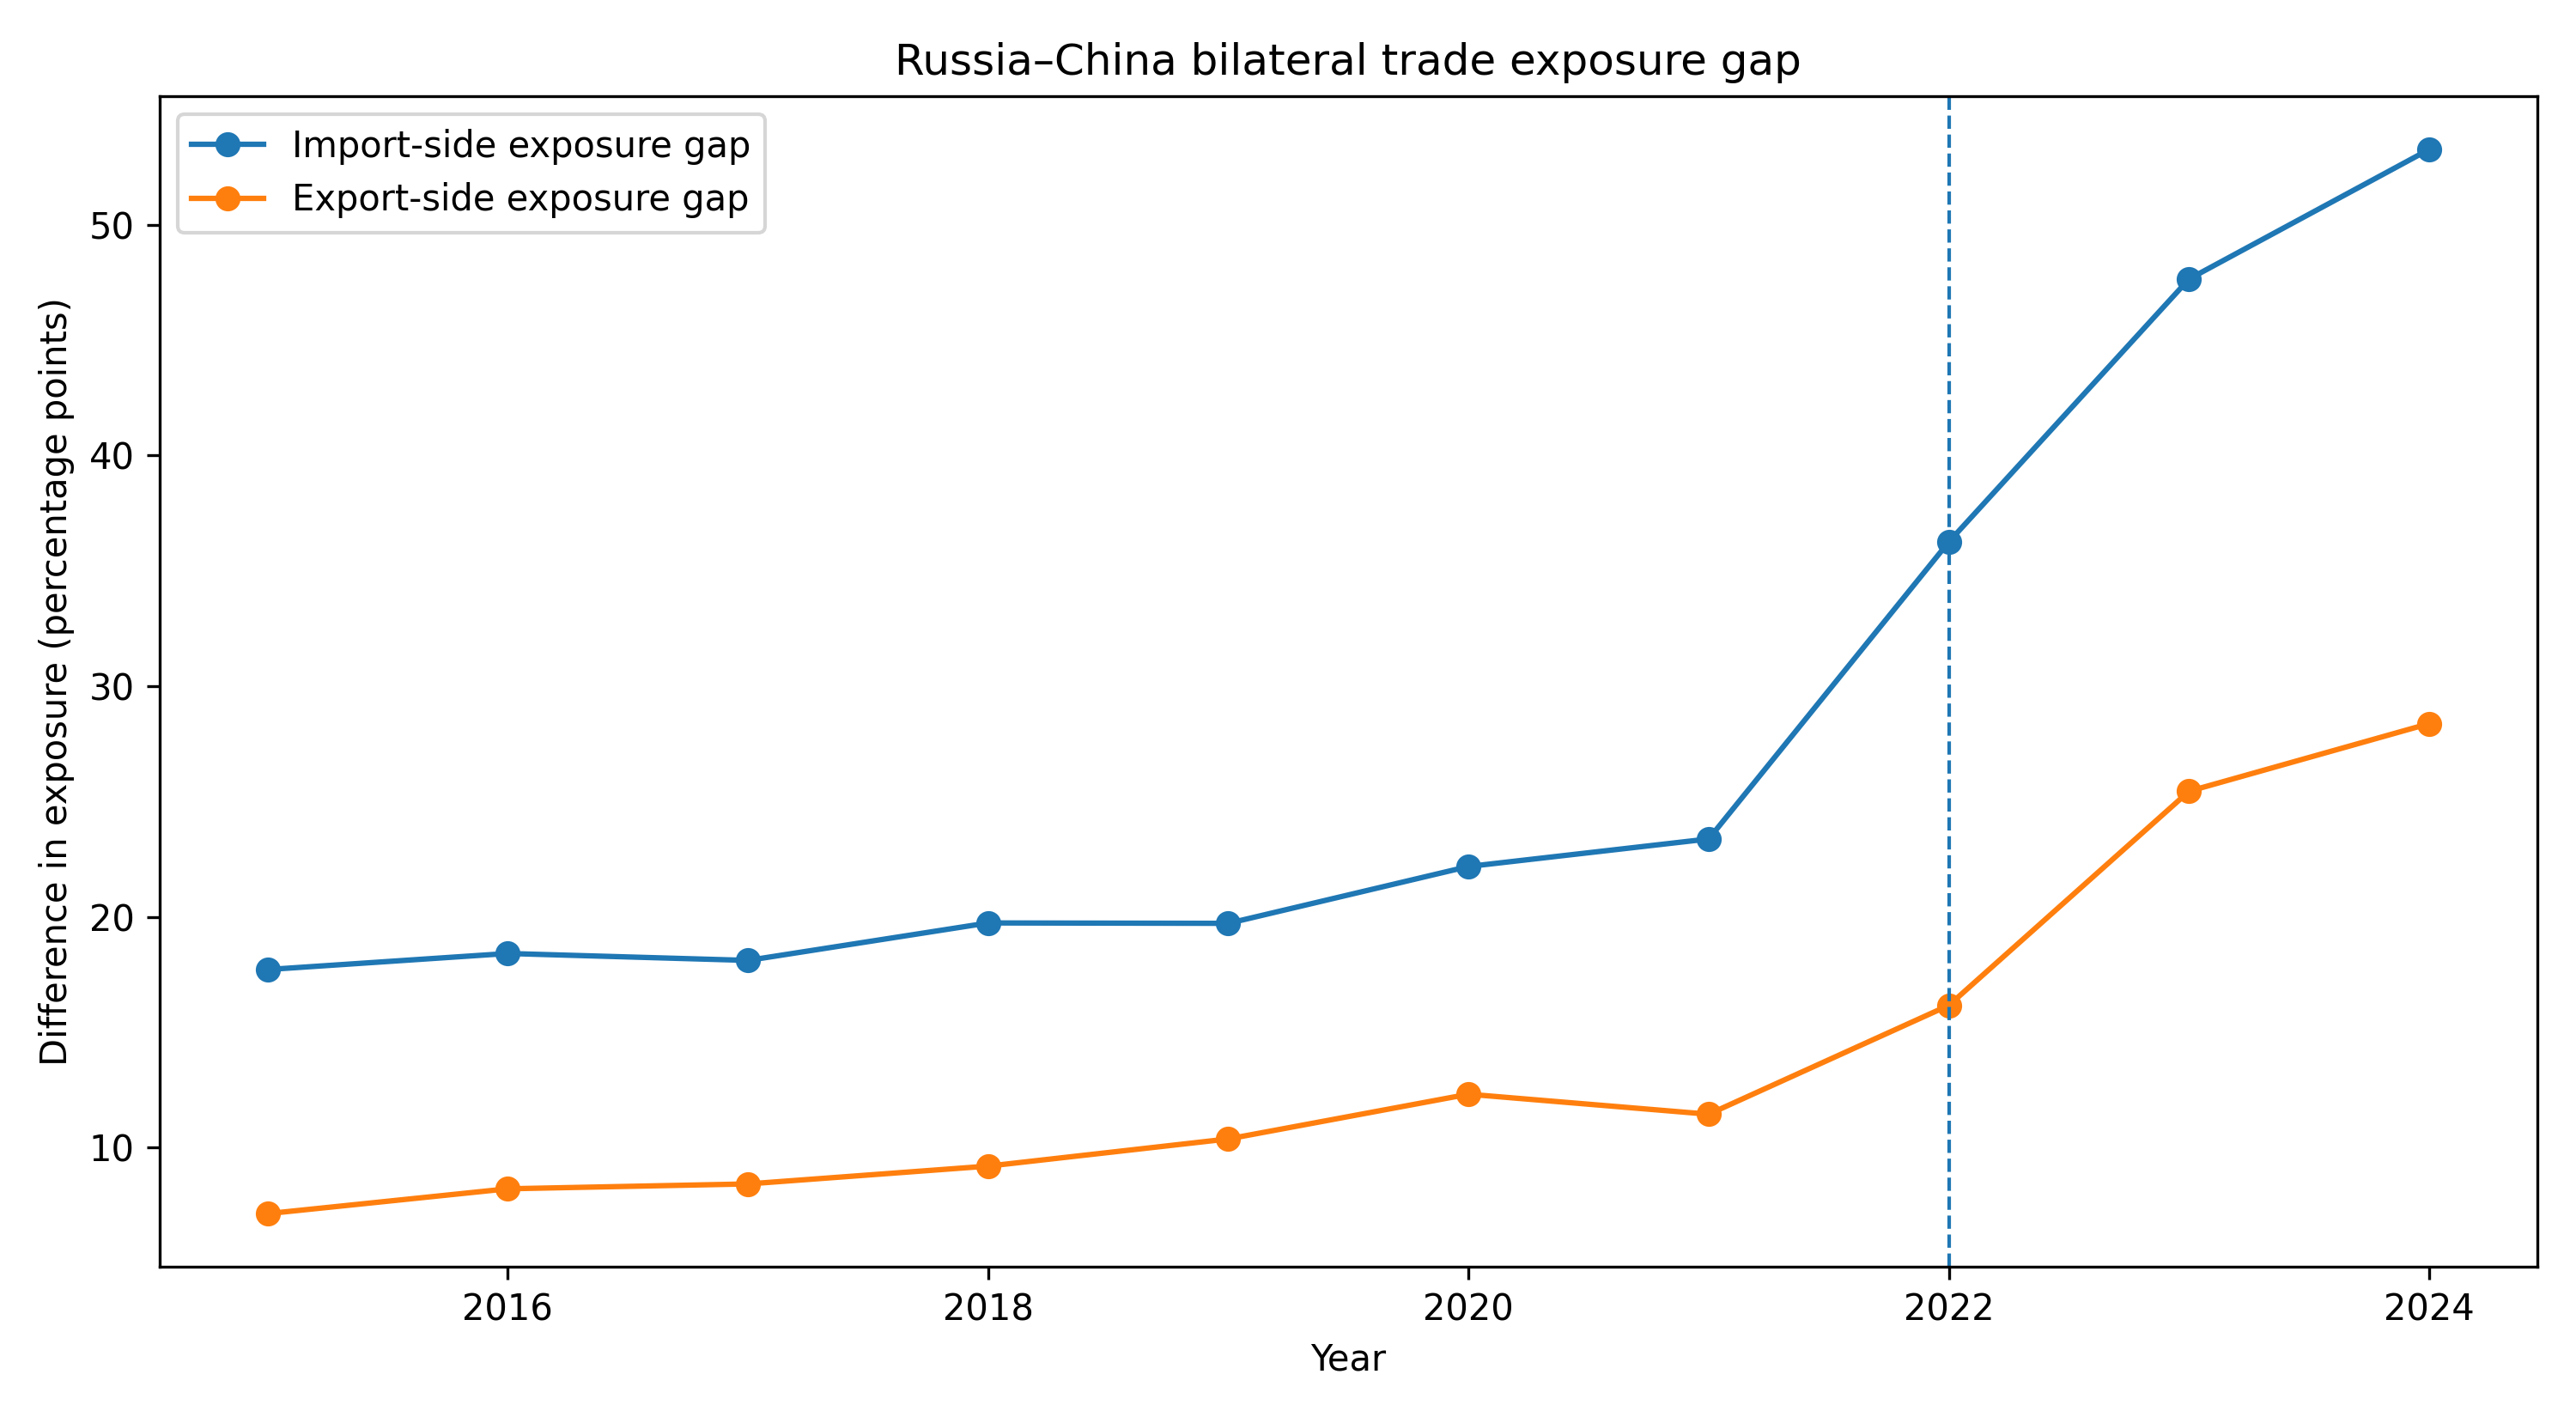 Russia–China bilateral trade exposure gap
Import-side exposure gap
Export-side exposure gap
Difference in exposure (percentage points)
50
40
30
20
10
2016
2018
2020
2022
2024
Year